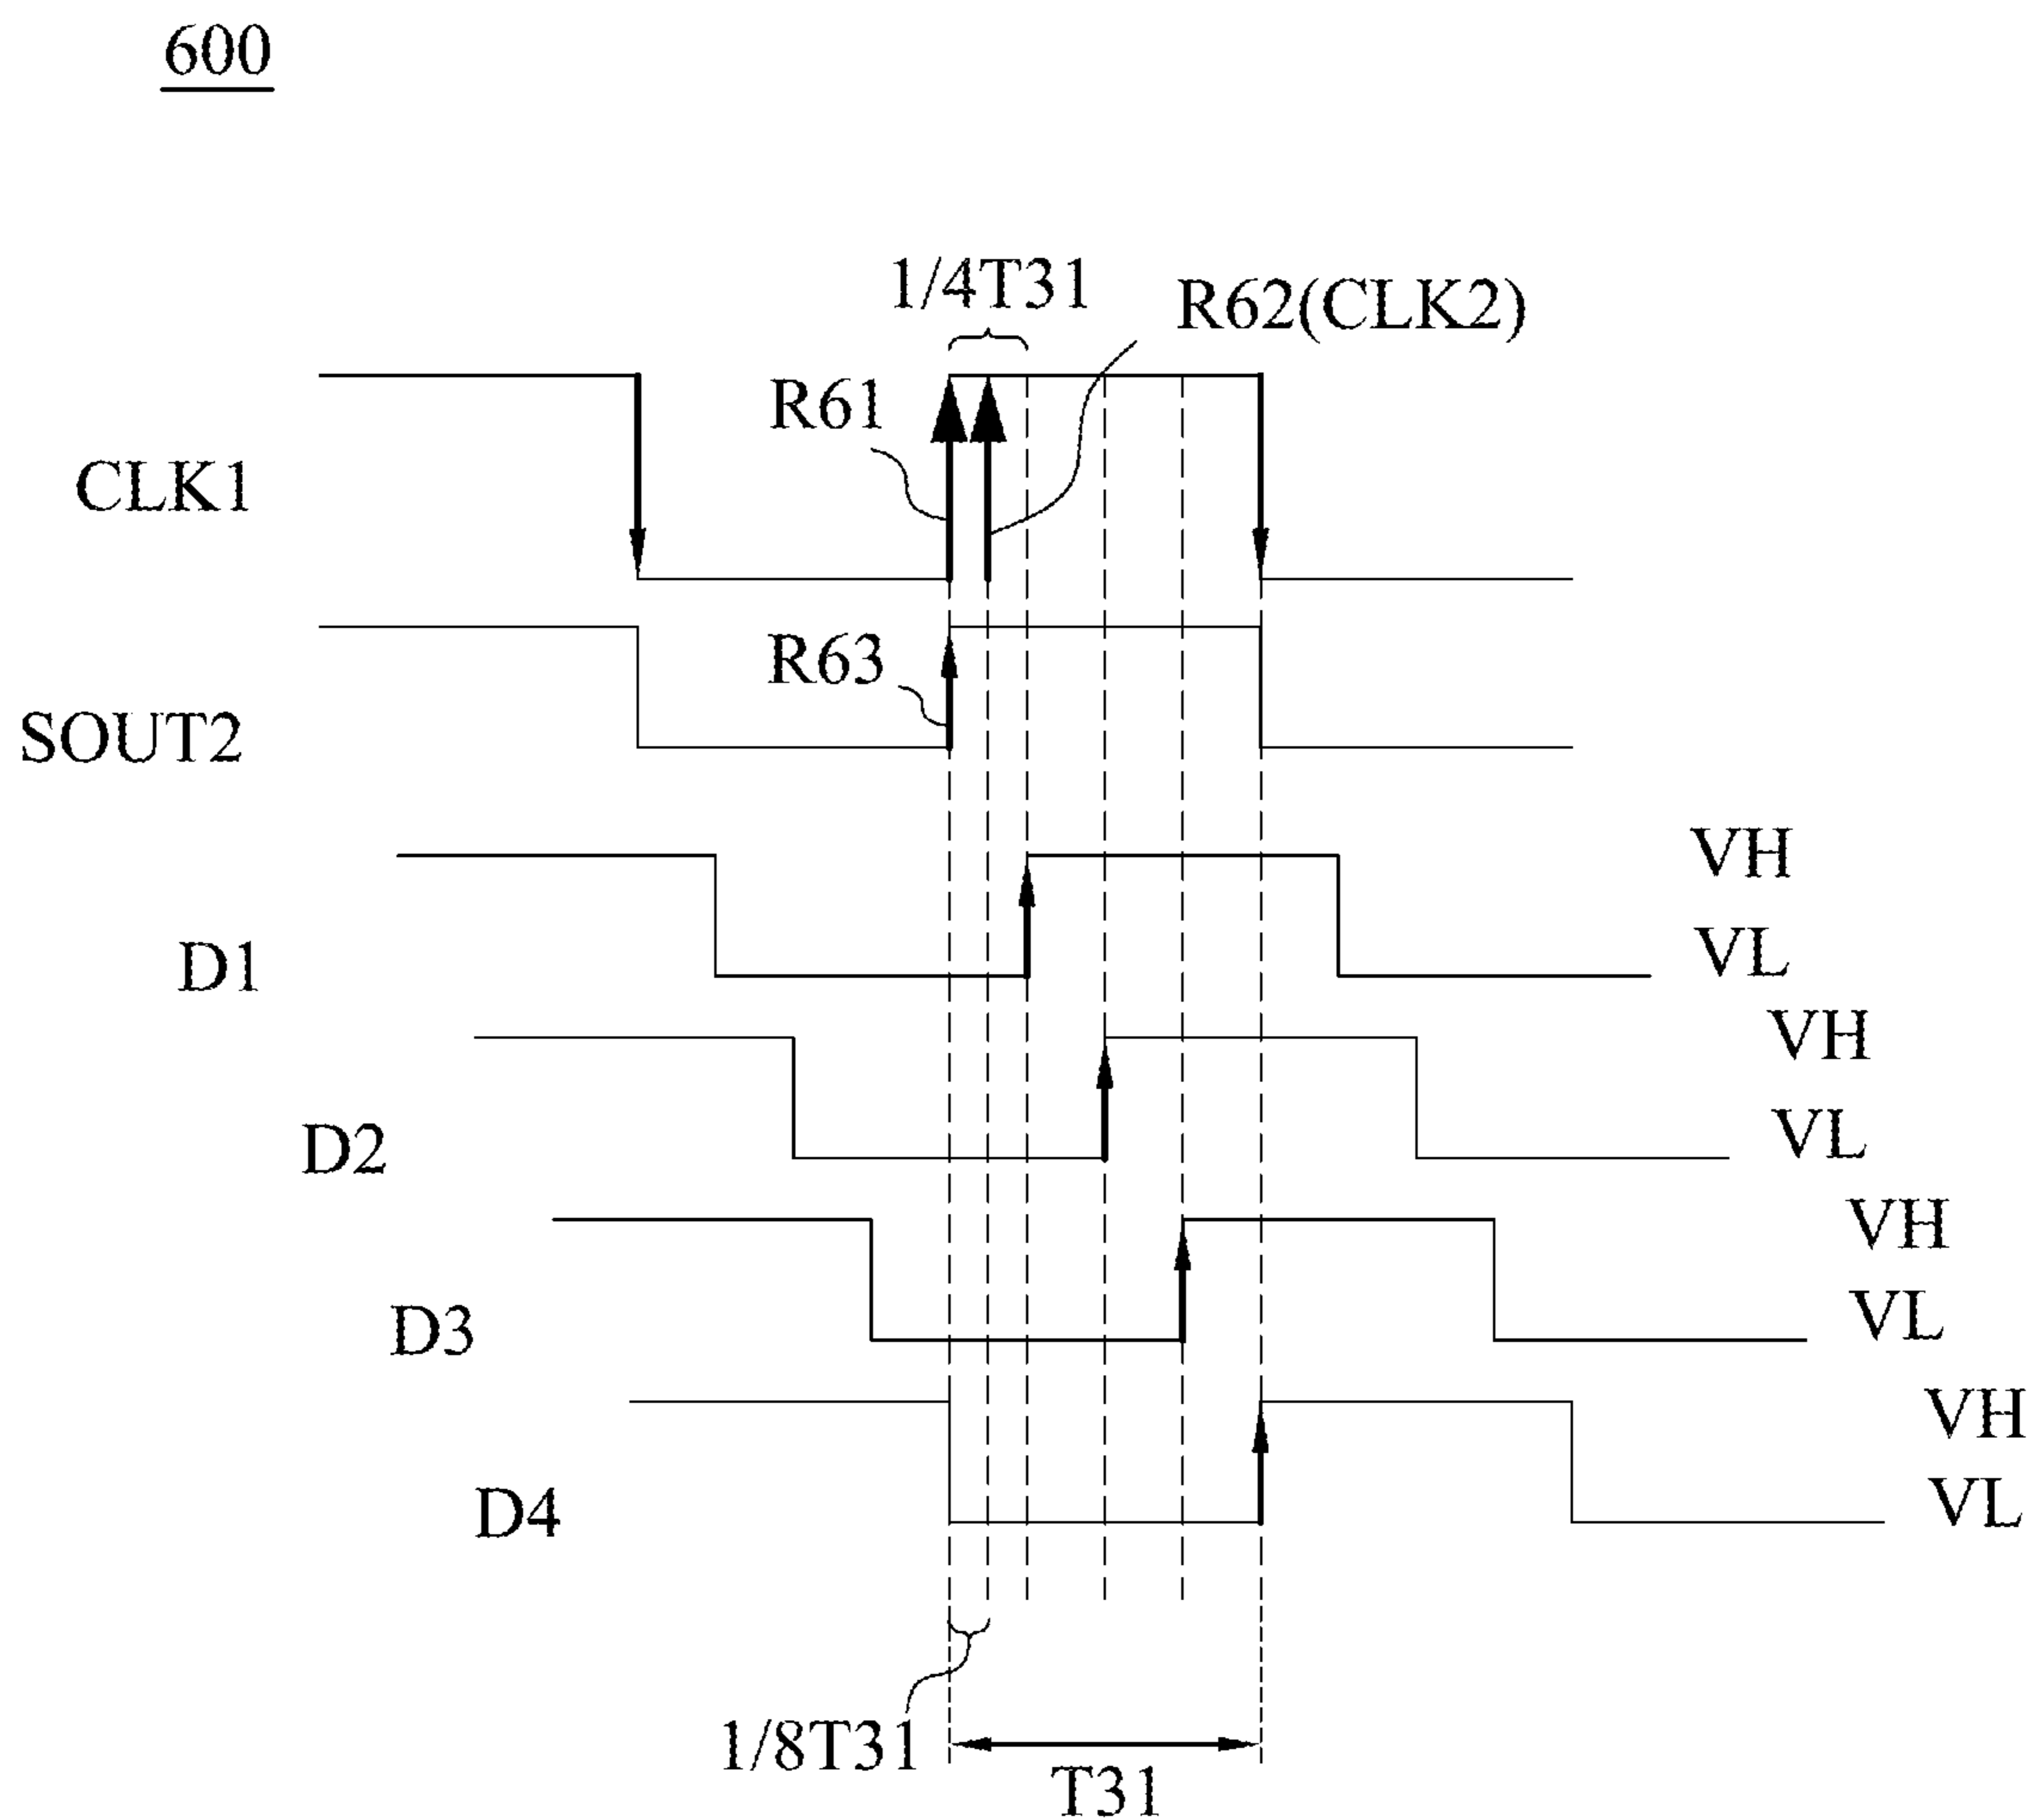 600
1/4T31
R62(CLK2)
R61
CLK1
R63
SOUT2
VH
D1
VL
VH
D2
VL
VH
D3
VL
VH
D4
VL
1/8T31
T31